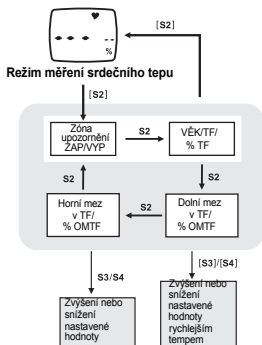 %
[S2]
Režim měření srdečního tepu
[S2]
Zóna
upozornění
ZAP/VYP
S2
VĚK/TF/
% TF
S2
S2
Horní mez
v TF/
% OMTF
S2
Dolní mez
v TF/
% OMTF
S3/S4
[S3]/[S4]
Zvýšení nebo
snížení
nastavené
hodnoty
Zvýšení nebo
snížení
nastavené
hodnoty
rychlejším
tempem